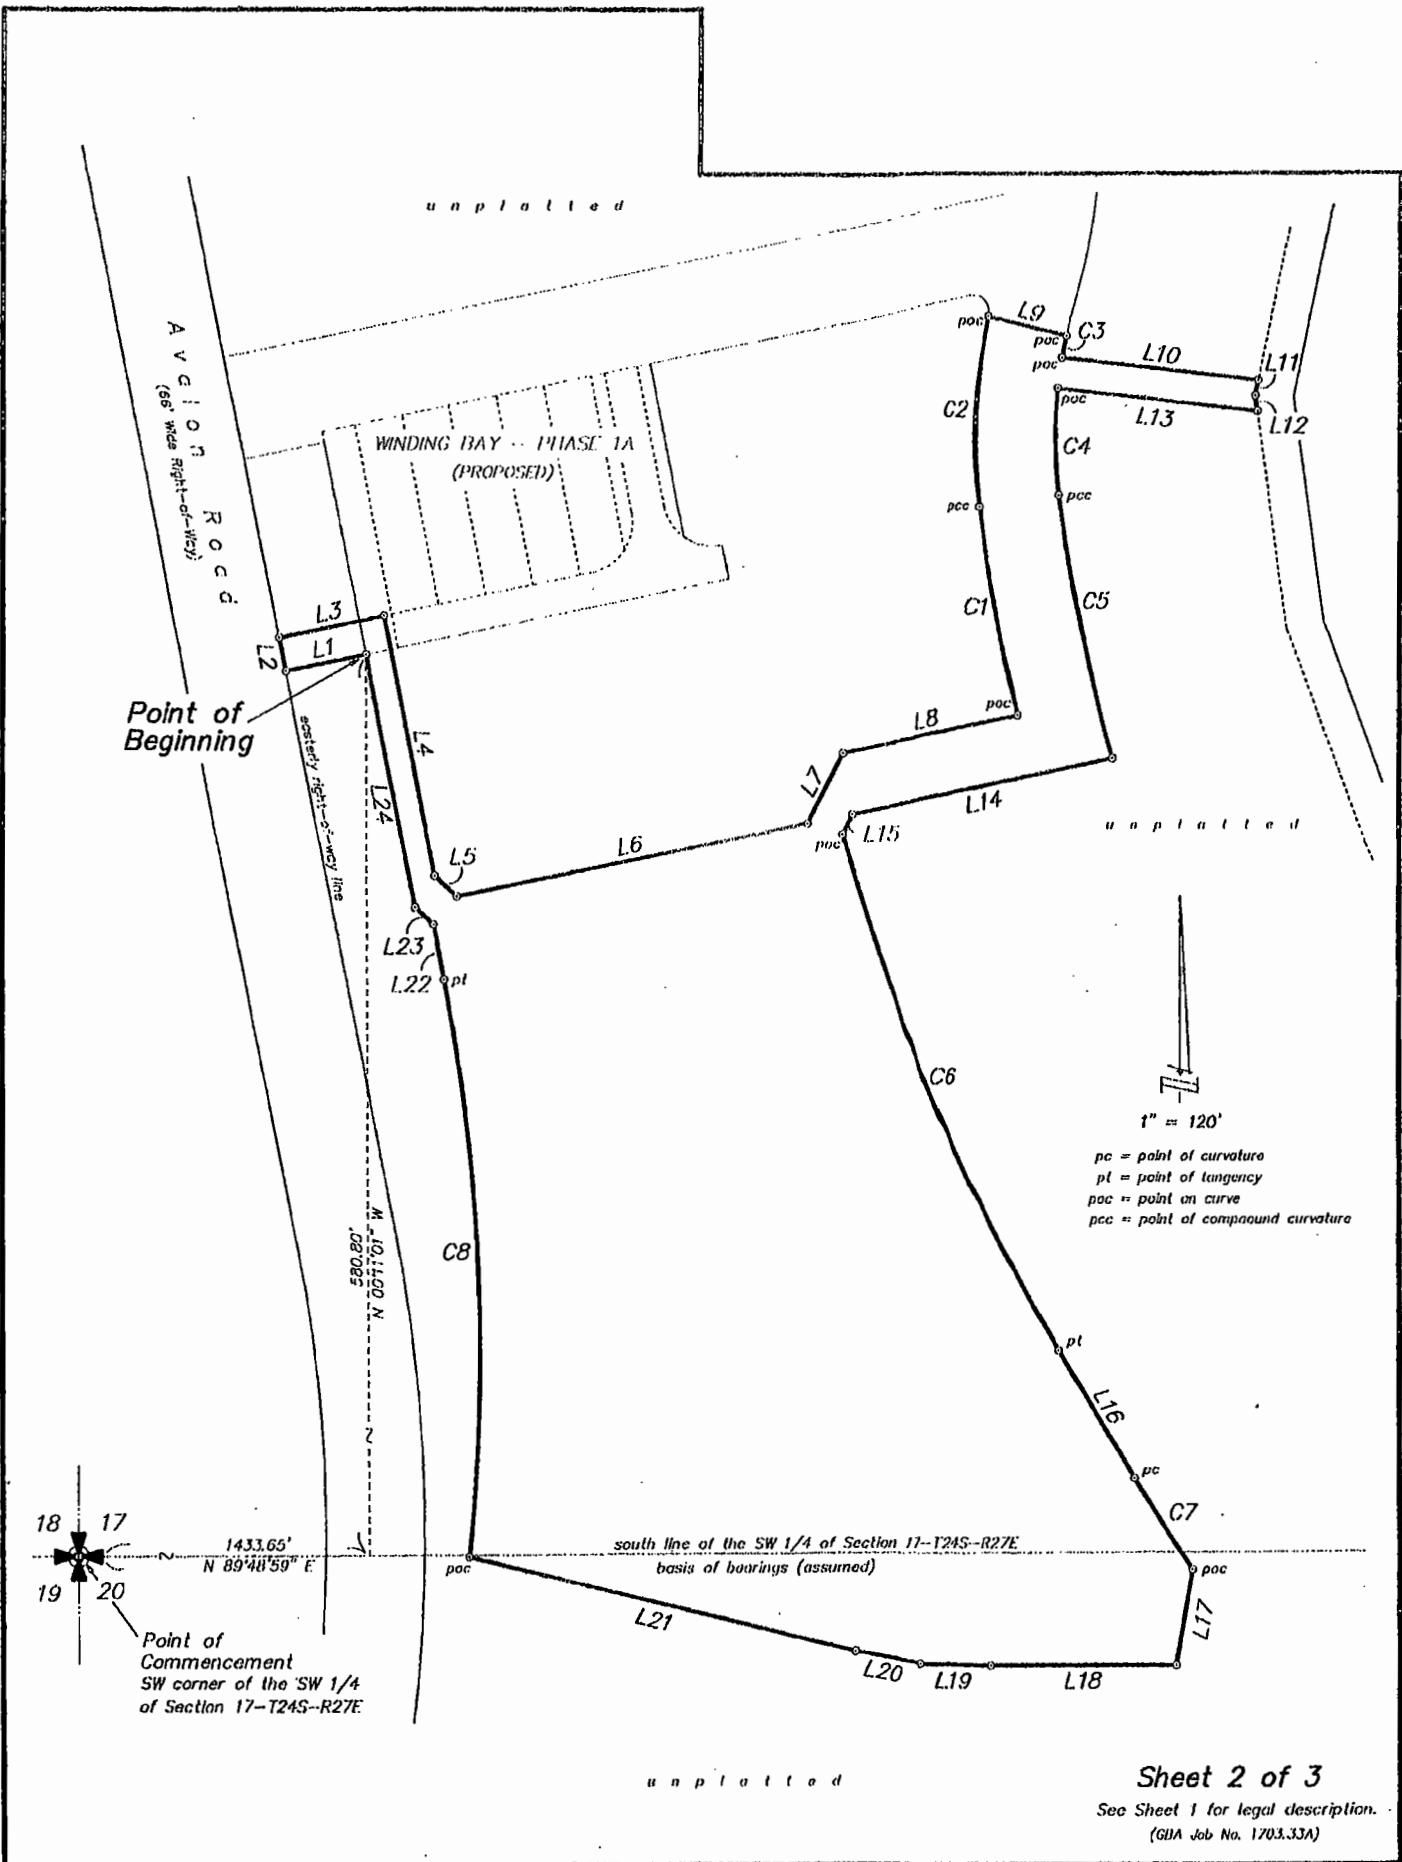 unplatted
Avalon Road
(66' wide Right-of-Way)
WINDING BAY -- PHASE 1A
(PROPOSED)
poc
L9
poc
C3
poc
L10
L11
C2
poc
L13
L12
C4
pcc
pcc
C1
C5
L3
L2
L1
Point of
Beginning
easterly right-of-way line
L4
L24
poc
L8
L7
L14
L15
poc
unplatted
L5
L6
L23
L22
pt
C6
1" = 120'
pc = point of curvature
pt = point of tangency
poc = point on curve
pcc = point of compound curvature
C8
580.80'
N 00°11'01" W
pt
L16
pc
C7
18 17
19 20
1433.65'
N 89°48'59" E
poc
south line of the SW 1/4 of Section 17--T24S--R27E
basis of bearings (assumed)
poc
L17
L21
L20
L19
L18
Point of
Commencement
SW corner of the SW 1/4
of Section 17--T24S--R27E
unplatted
Sheet 2 of 3
See Sheet 1 for legal description.
(GBA Job No. 1703.33A)